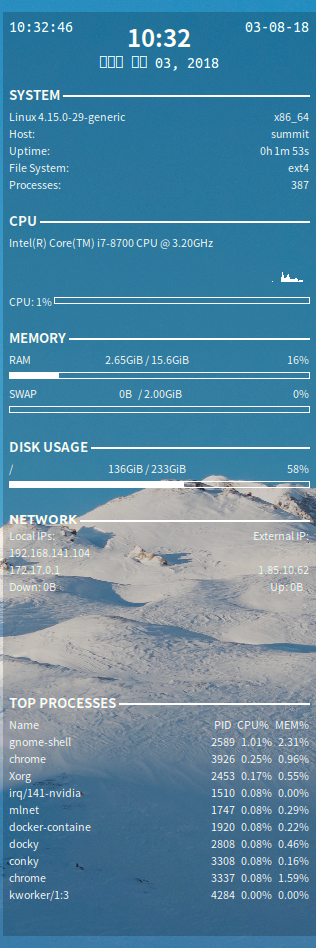 10:32:46 03-08-18
10:32
03, 2018
SYSTEM
Linux 4.15.0-29-generic x86_64
Host: summit
Uptime: 0h 1m 53s
File System: ext4
Processes: 387
CPU
Intel(R) Core(TM) i7-8700 CPU @ 3.20GHz
CPU: 1%
MEMORY
RAM 2.65GiB / 15.6GiB 16%
SWAP 0B / 2.00GiB 0%
DISK USAGE
/ 136GiB / 233GiB 58%
NETWORK
Local IPs: External IP:
192.168.141.104
172.17.0.1 1.85.10.62
Down: 0B Up: 0B
TOP PROCESSES
Name PID CPU% MEM%
gnome-shell 2589 1.01% 2.31%
chrome 3926 0.25% 0.96%
Xorg 2453 0.17% 0.55%
irq/141-nvidia 1510 0.08% 0.00%
mlnet 1747 0.08% 0.29%
docker-containe 1920 0.08% 0.22%
docky 2808 0.08% 0.46%
conky 3308 0.08% 0.16%
chrome 3337 0.08% 1.59%
kworker/1:3 4284 0.00% 0.00%